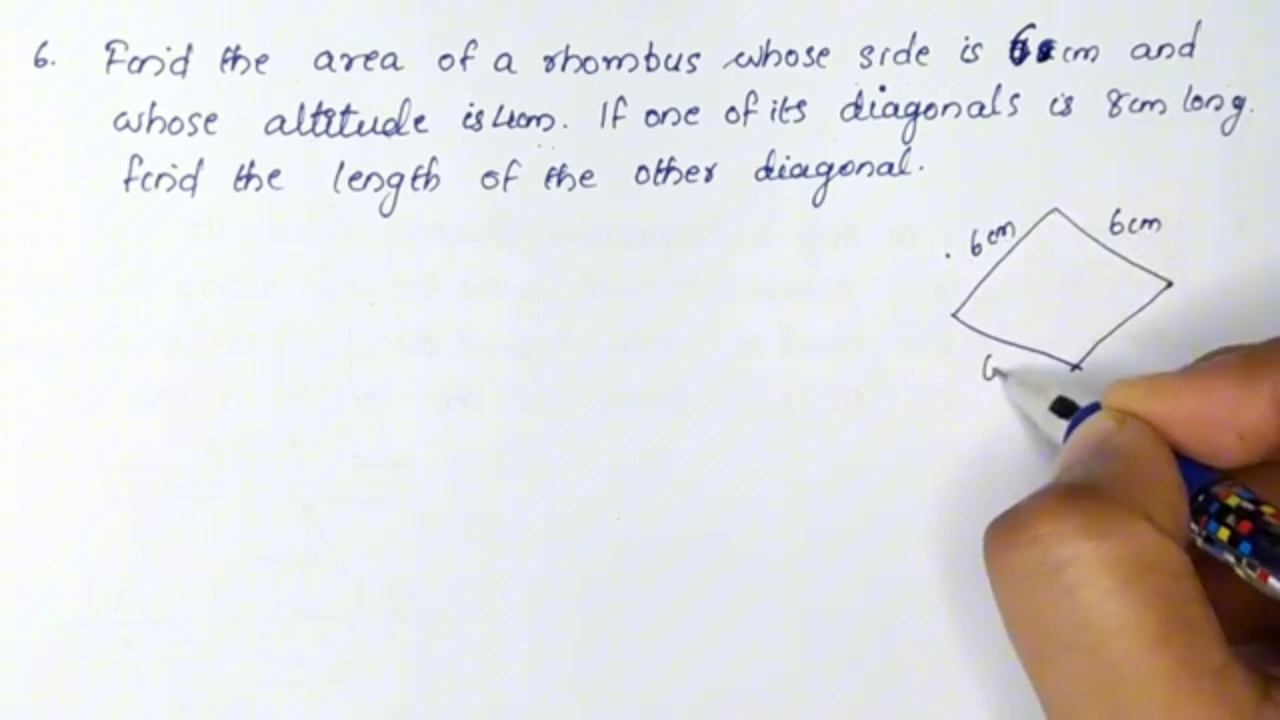 6. Find the area of a rhombus whose side is 6cm and
whose altitude is 4cm. If one of its diagonals is 8cm long.
find the length of the other diagonal.
6cm 6cm
6